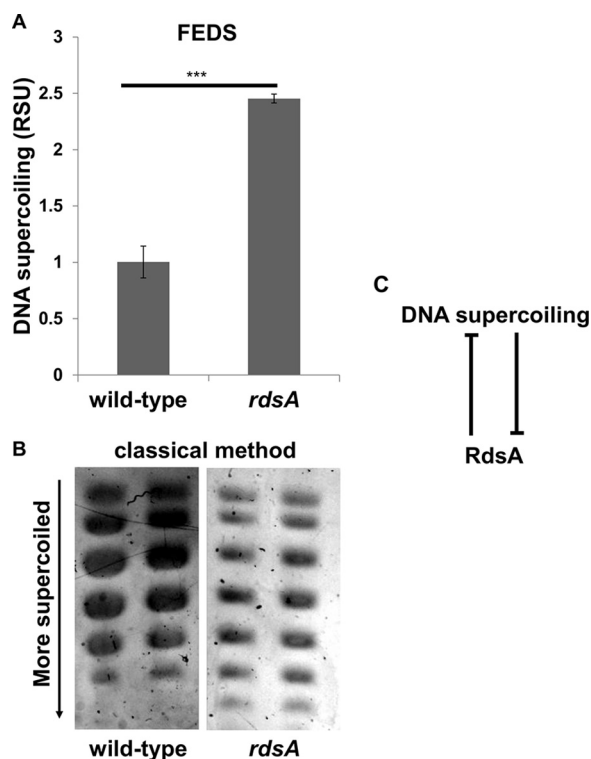 A
FEDS
***
DNA supercoiling (RSU)
3
2.5
2
1.5
1
0.5
0
wild-type rdsA
B
classical method
More supercoiled
wild-type rdsA
C
DNA supercoiling
RdsA